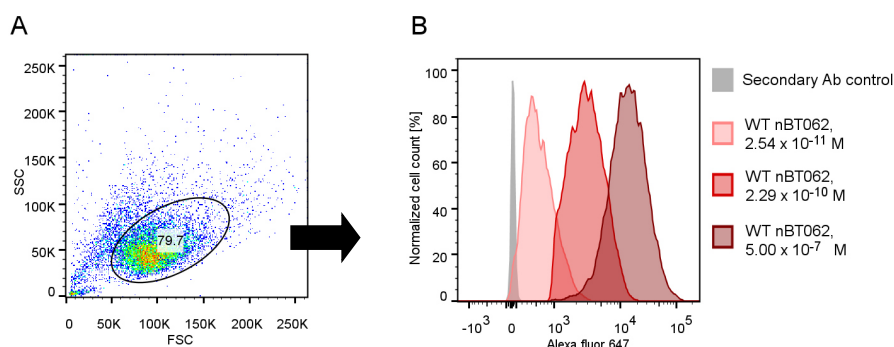 A
B
250K
200K
150K
100K
50K
0
SSC
79.7
0 50K 100K 150K 200K 250K
FSC
100
80
60
40
20
0
Normalized cell count [%]
-10³ 0 10³ 10⁴ 10⁵
Alexa fluor 647
Secondary Ab control
WT nBT062,
2.54 x 10⁻¹¹ M
WT nBT062,
2.29 x 10⁻¹⁰ M
WT nBT062,
5.00 x 10⁻⁷ M